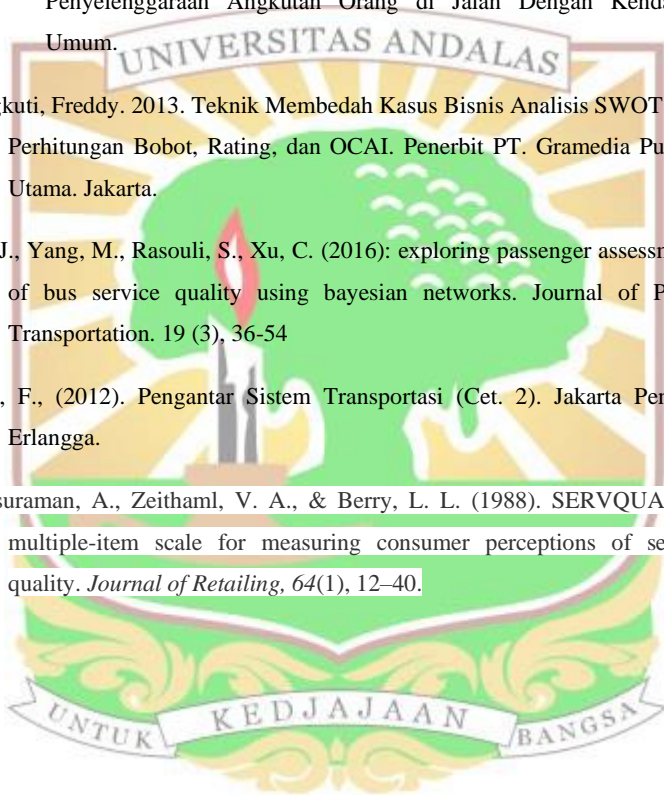 Penyelenggaraan Angkutan Orang di Jalan Dengan Kenda
Umum.
UNIVERSITAS ANDALAS
gkuti, Freddy. 2013. Teknik Membedah Kasus Bisnis Analisis SWOT
Perhitungan Bobot, Rating, dan OCAI. Penerbit PT. Gramedia Pu
Utama. Jakarta.
J., Yang, M., Rasouli, S., Xu, C. (2016): exploring passenger assessm
of bus service quality using bayesian networks. Journal of P
Transportation. 19 (3), 36-54
, F., (2012). Pengantar Sistem Transportasi (Cet. 2). Jakarta Pen
Erlangga.
suraman, A., Zeithaml, V. A., & Berry, L. L. (1988). SERVQUA
multiple-item scale for measuring consumer perceptions of se
quality. Journal of Retailing, 64(1), 12–40.
UNTUK KEDJAJAAN BANGSA